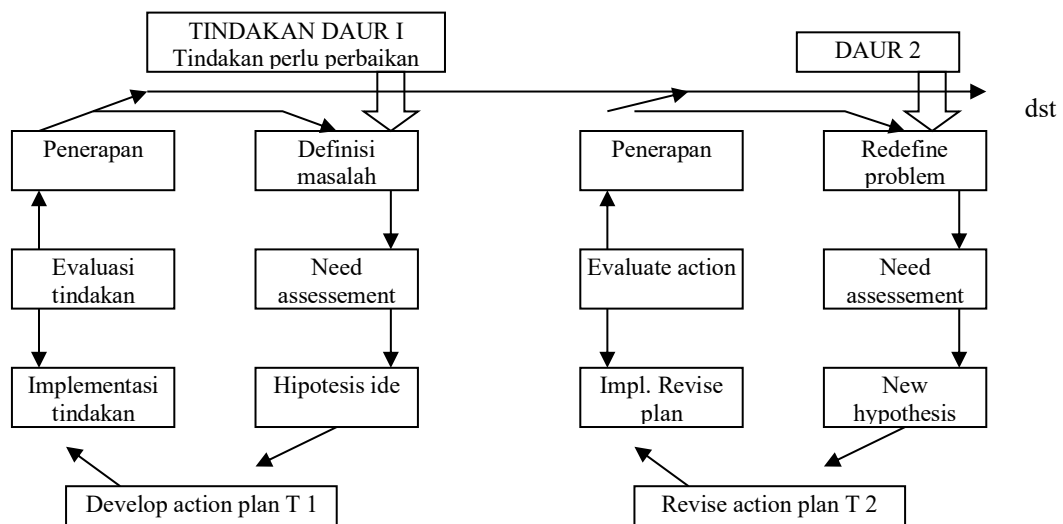 TINDAKAN DAUR I
Tindakan perlu perbaikan
DAUR 2
dst
Penerapan
Definisi
masalah
Penerapan
Redefine
problem
Evaluasi
tindakan
Need
assessement
Evaluate action
Need
assessement
Implementasi
tindakan
Hipotesis ide
Impl. Revise
plan
New
hypothesis
Develop action plan T 1
Revise action plan T 2